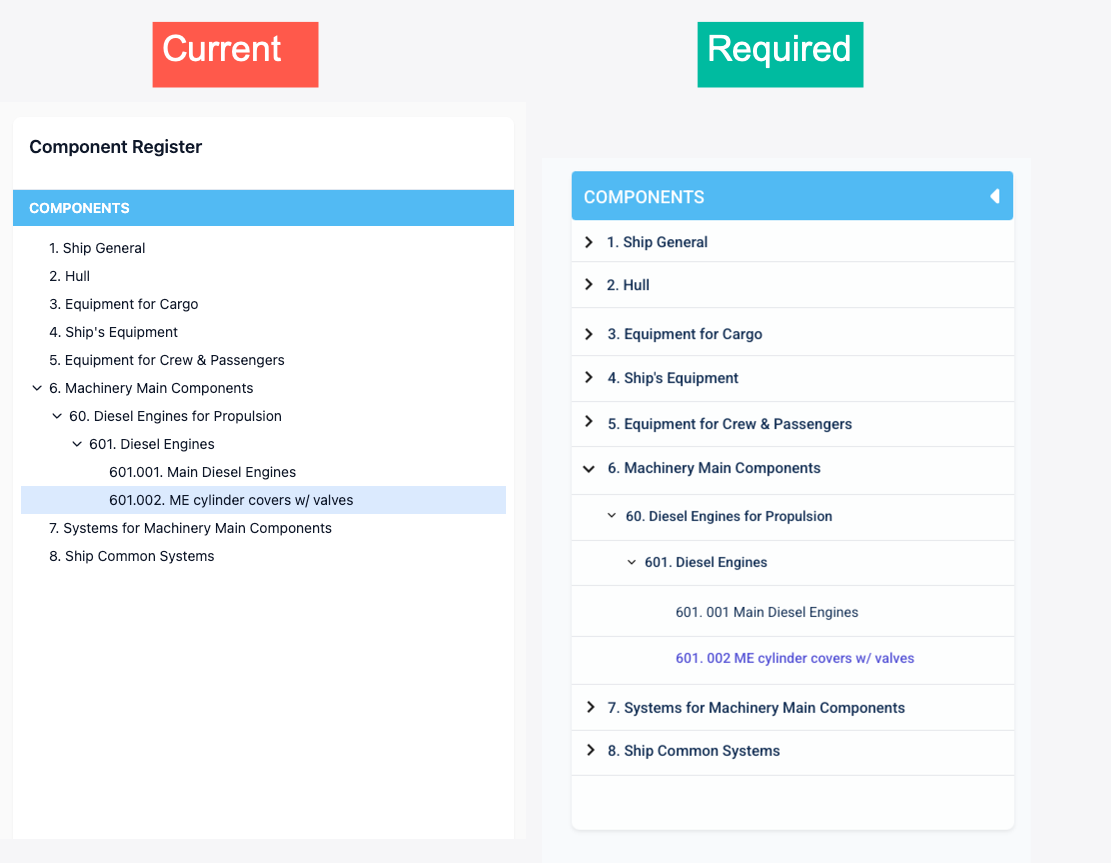 Current
Required
Component Register
COMPONENTS
1. Ship General
2. Hull
3. Equipment for Cargo
4. Ship's Equipment
5. Equipment for Crew & Passengers
6. Machinery Main Components
60. Diesel Engines for Propulsion
601. Diesel Engines
601.001. Main Diesel Engines
601.002. ME cylinder covers w/ valves
7. Systems for Machinery Main Components
8. Ship Common Systems
COMPONENTS
1. Ship General
2. Hull
3. Equipment for Cargo
4. Ship's Equipment
5. Equipment for Crew & Passengers
6. Machinery Main Components
60. Diesel Engines for Propulsion
601. Diesel Engines
601. 001 Main Diesel Engines
601. 002 ME cylinder covers w/ valves
7. Systems for Machinery Main Components
8. Ship Common Systems